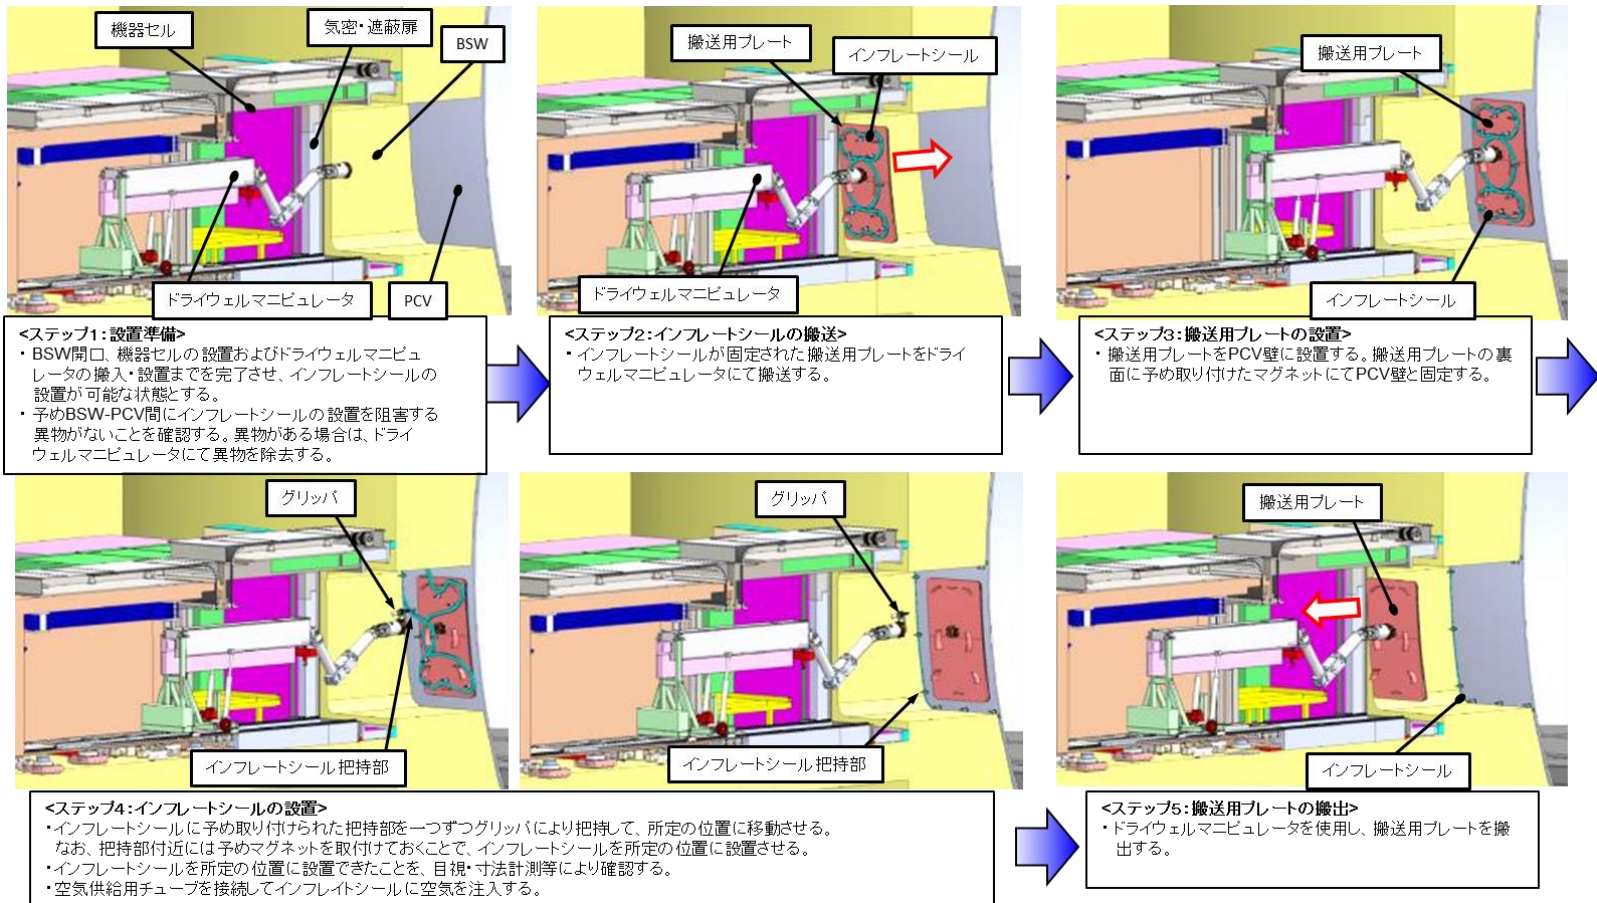 機器セル
気密・遮蔽扉
BSW
ドライウェルマニピュレータ
PCV
<ステップ1:設置準備>
・BSW開口、機器セルの設置およびドライウェルマニピュ
レータの搬入・設置までを完了させ、インフレートシールの
設置が可能な状態とする。
・予めBSW-PCV間にインフレートシールの設置を阻害する
異物がないことを確認する。異物がある場合は、ドライ
ウェルマニピュレータにて異物を除去する。
搬送用プレート
インフレートシール
ドライウェルマニピュレータ
<ステップ2:インフレートシールの搬送>
・インフレートシールが固定された搬送用プレートをドライ
ウェルマニピュレータにて搬送する。
搬送用プレート
インフレートシール
<ステップ3:搬送用プレートの設置>
・搬送用プレートをPCV壁に設置する。搬送用プレートの裏
面に予め取り付けたマグネットにてPCV壁と固定する。
グリッパ
インフレートシール把持部
グリッパ
インフレートシール把持部
<ステップ4:インフレートシールの設置>
・インフレートシールに予め取り付けられた把持部を一つずつグリッパにより把持して、所定の位置に移動させる。
なお、把持部付近には予めマグネットを取付けておくことで、インフレートシールを所定の位置に設置させる。
・インフレートシールを所定の位置に設置できたことを、目視・寸法計測等により確認する。
・空気供給用チューブを接続してインフレイトシールに空気を注入する。
搬送用プレート
インフレートシール
<ステップ5:搬送用プレートの搬出>
・ドライウェルマニピュレータを使用し、搬送用プレートを搬
出する。